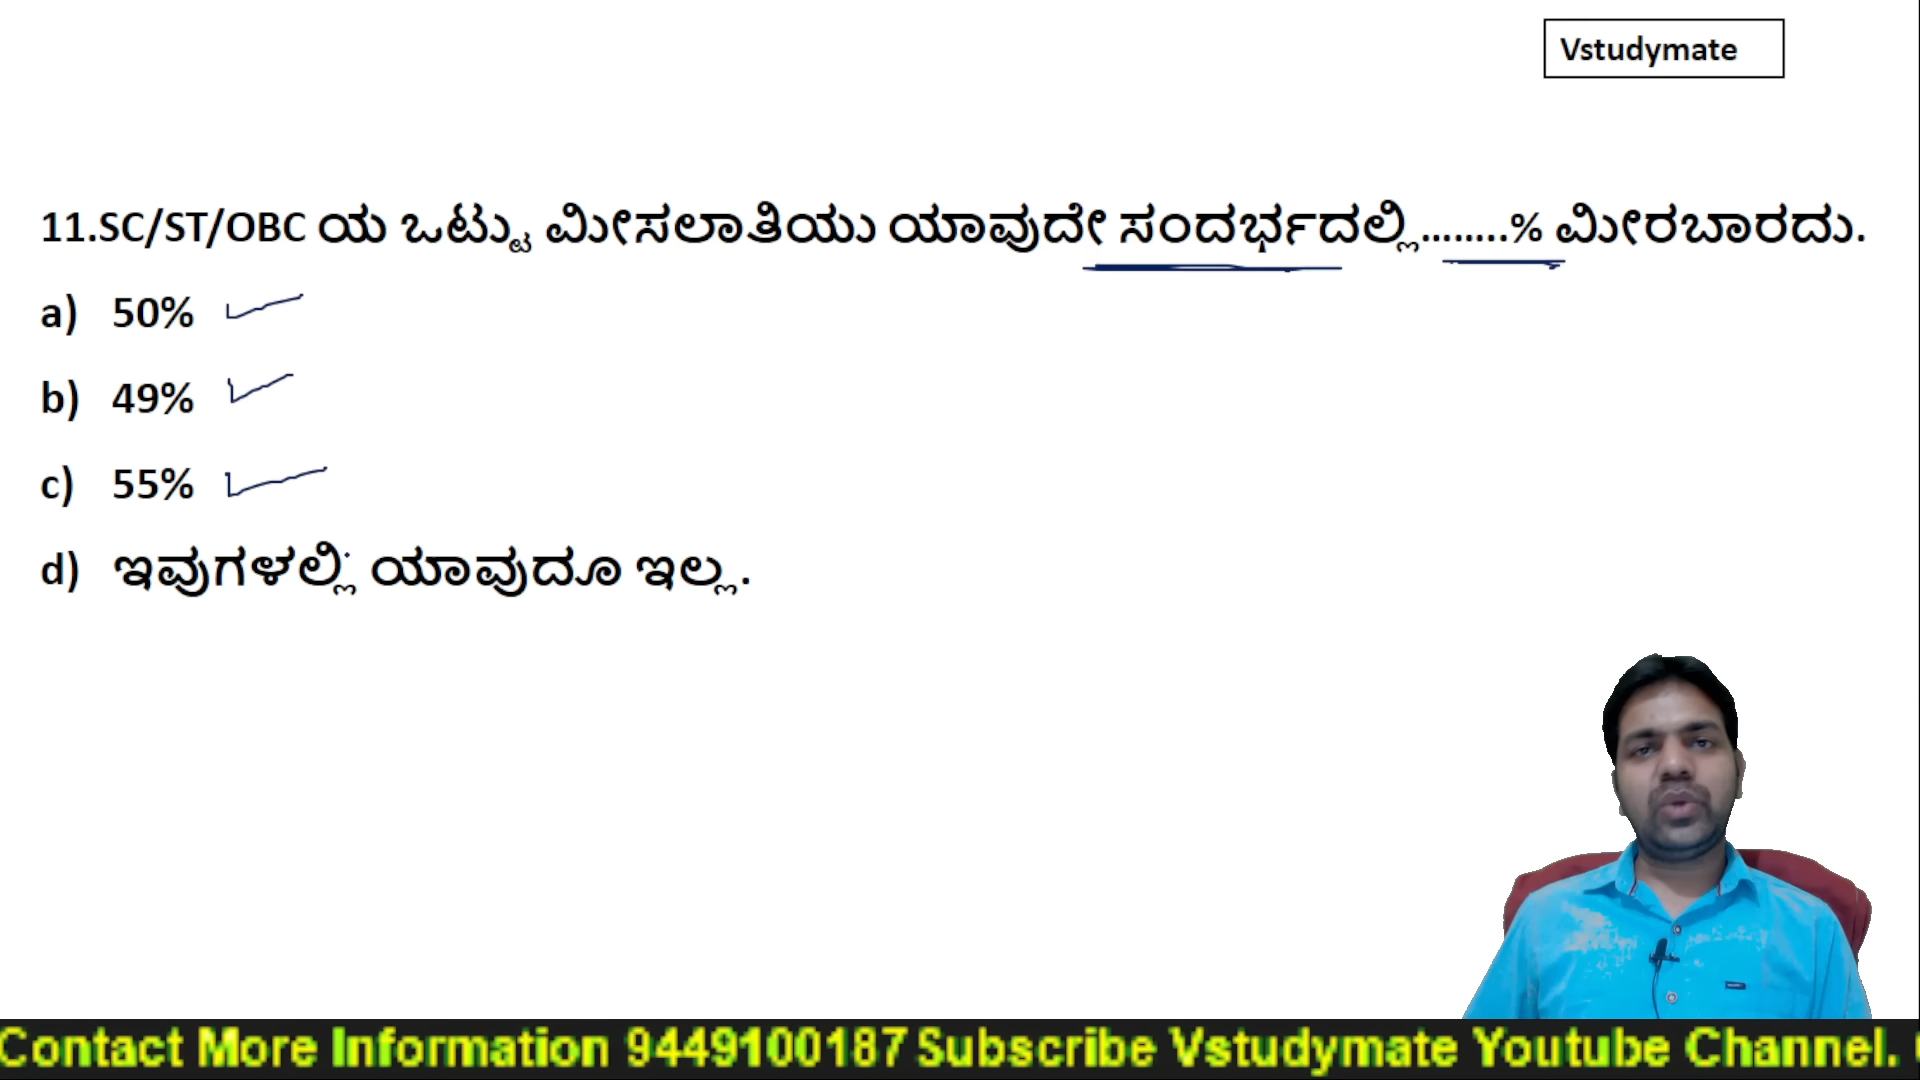 Vstudymate
11.SC/ST/OBC ಯ ಒಟ್ಟು ಮೀಸಲಾತಿಯು ಯಾವುದೇ ಸಂದರ್ಭದಲ್ಲಿ........% ಮೀರಬಾರದು.
a) 50%
b) 49%
c) 55%
d) ಇವುಗಳಲ್ಲಿ ಯಾವುದೂ ಇಲ್ಲ.
Contact More Information 9449100187 Subscribe Vstudymate Youtube Channel.